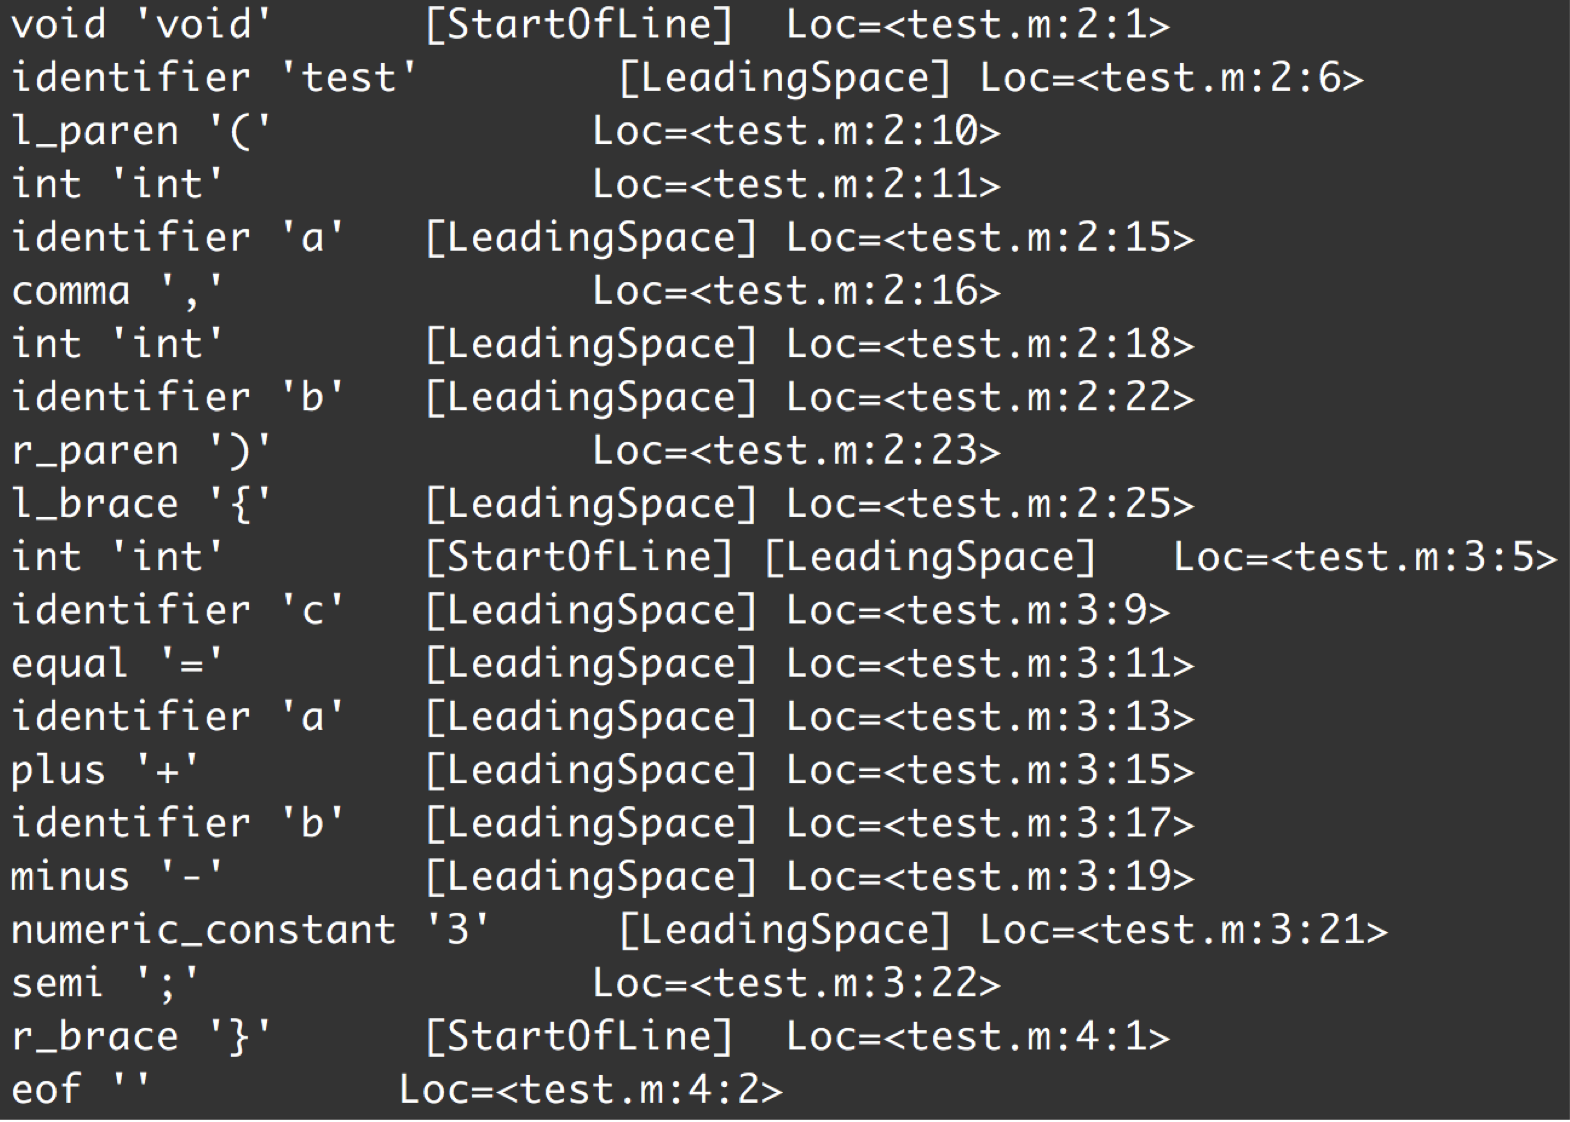 void 'void'      [StartOfLine]  Loc=<test.m:2:1>
identifier 'test'        [LeadingSpace] Loc=<test.m:2:6>
l_paren '('             Loc=<test.m:2:10>
int 'int'               Loc=<test.m:2:11>
identifier 'a'   [LeadingSpace] Loc=<test.m:2:15>
comma ','               Loc=<test.m:2:16>
int 'int'        [LeadingSpace] Loc=<test.m:2:18>
identifier 'b'   [LeadingSpace] Loc=<test.m:2:22>
r_paren ')'             Loc=<test.m:2:23>
l_brace '{'      [LeadingSpace] Loc=<test.m:2:25>
int 'int'        [StartOfLine] [LeadingSpace]   Loc=<test.m:3:5>
identifier 'c'   [LeadingSpace] Loc=<test.m:3:9>
equal '='        [LeadingSpace] Loc=<test.m:3:11>
identifier 'a'   [LeadingSpace] Loc=<test.m:3:13>
plus '+'         [LeadingSpace] Loc=<test.m:3:15>
identifier 'b'   [LeadingSpace] Loc=<test.m:3:17>
minus '-'        [LeadingSpace] Loc=<test.m:3:19>
numeric_constant '3'     [LeadingSpace] Loc=<test.m:3:21>
semi ';'                Loc=<test.m:3:22>
r_brace '}'      [StartOfLine]  Loc=<test.m:4:1>
eof ''          Loc=<test.m:4:2>